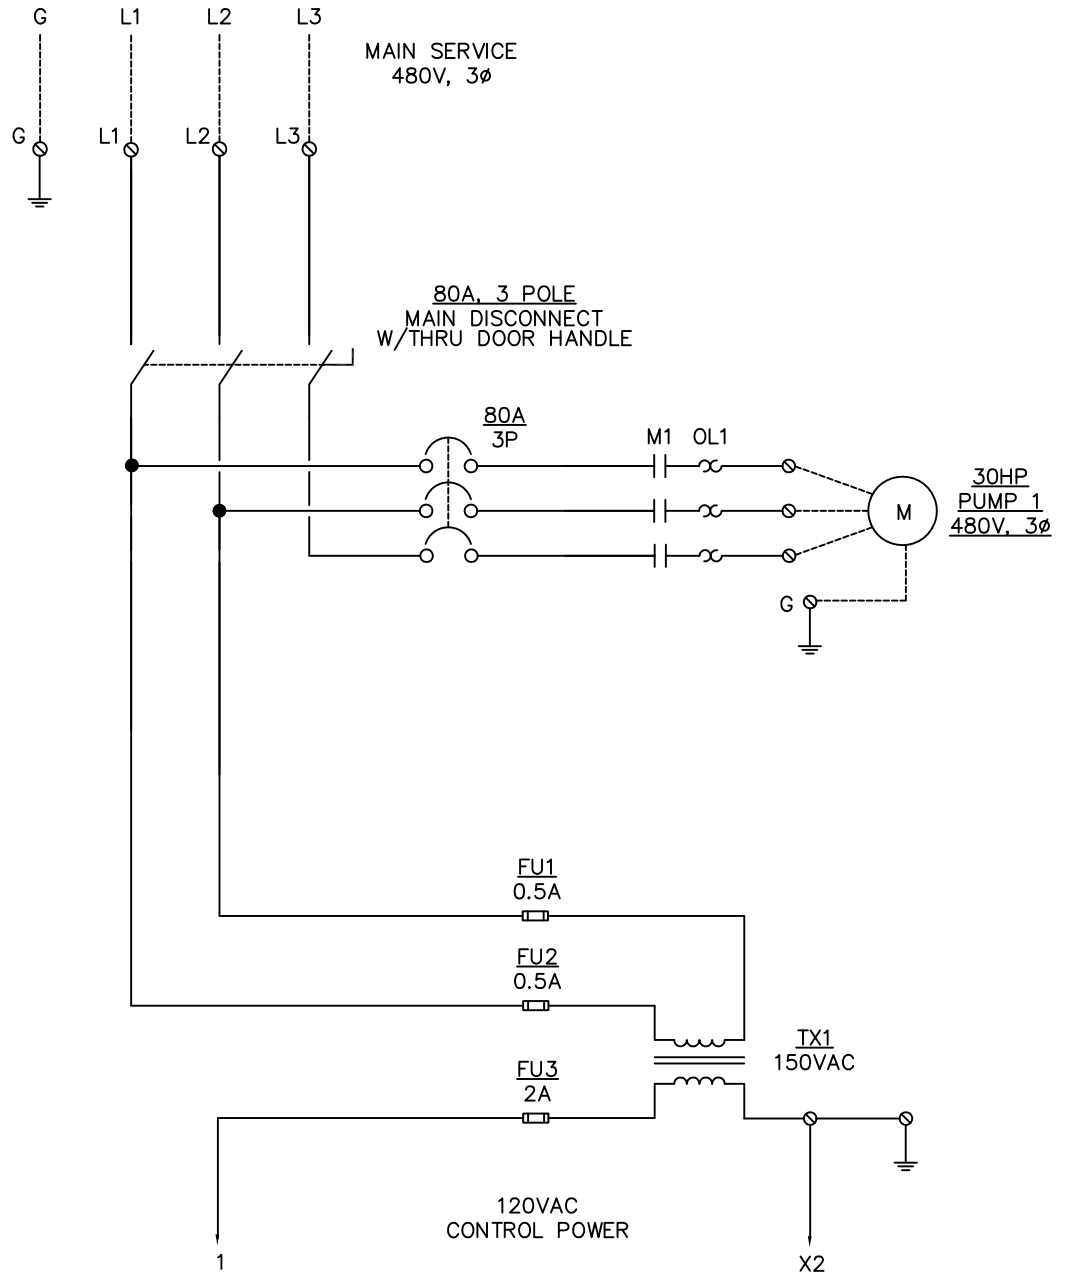 G L1 L2 L3
MAIN SERVICE
480V, 3ø
G L1 L2 L3
80A, 3 POLE
MAIN DISCONNECT
W/THRU DOOR HANDLE
80A
3P
M1 OL1
M
30HP
PUMP 1
480V, 3ø
G
FU1
0.5A
FU2
0.5A
TX1
150VAC
FU3
2A
120VAC
CONTROL POWER
1 X2